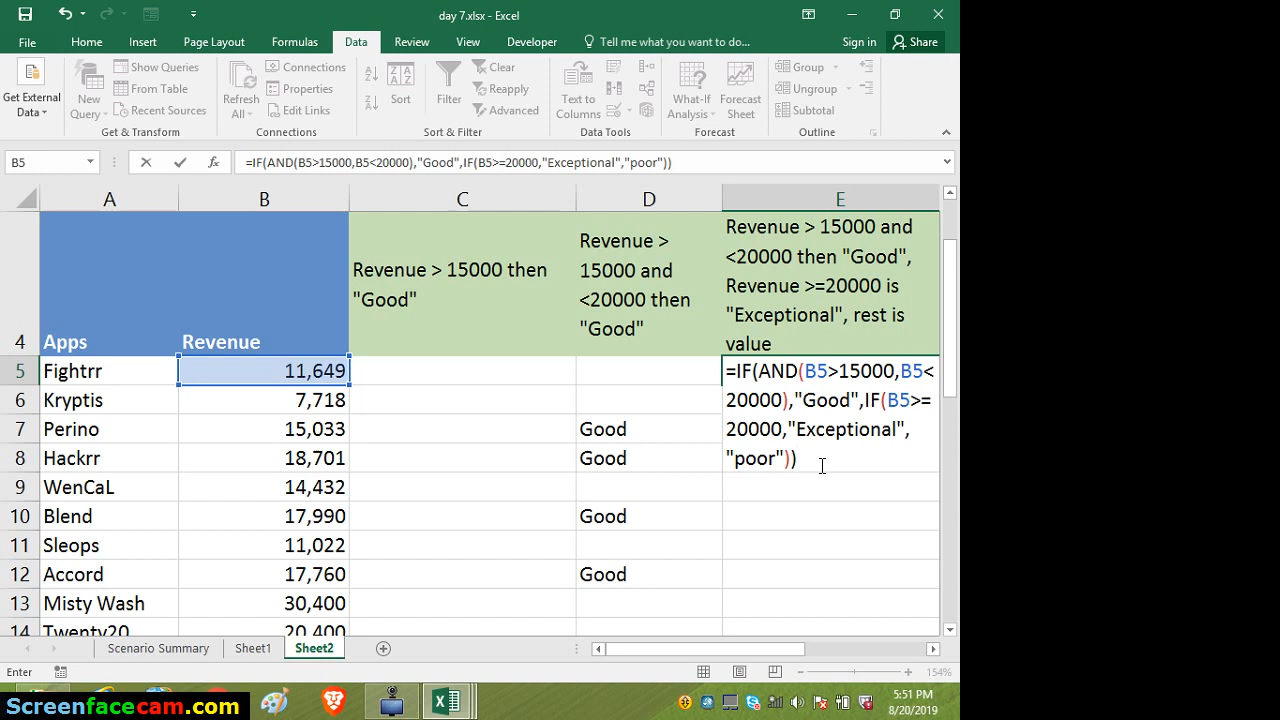 day 7.xlsx - Excel
File Home Insert Page Layout Formulas Data Review View Developer Tell me what you want to do... Sign in Share
Get External Data
New Query
Show Queries
From Table
Recent Sources
Get & Transform
Refresh All
Connections
Properties
Edit Links
Connections
Sort
Filter
Clear
Reapply
Advanced
Sort & Filter
Text to Columns
Data Tools
What-If Analysis
Forecast Sheet
Forecast
Group
Ungroup
Subtotal
Outline
B5 fx =IF(AND(B5>15000,B5<20000),"Good",IF(B5>=20000,"Exceptional","poor"))
A B C D E
4 Apps Revenue
Revenue > 15000 then
"Good"
Revenue >
15000 and
<20000 then
"Good"
Revenue > 15000 and
<20000 then "Good",
Revenue >=20000 is
"Exceptional", rest is
value
5 Fightrr 11,649
=IF(AND(B5>15000,B5<
20000),"Good",IF(B5>=
20000,"Exceptional",
"poor"))
6 Kryptis 7,718
7 Perino 15,033 Good
8 Hackrr 18,701 Good
9 WenCaL 14,432
10 Blend 17,990 Good
11 Sleops 11,022
12 Accord 17,760 Good
13 Misty Wash 30,400
14 Twenty20 20,400
Scenario Summary Sheet1 Sheet2
Enter 154%
5:51 PM
8/20/2019
Screenfacecam.com